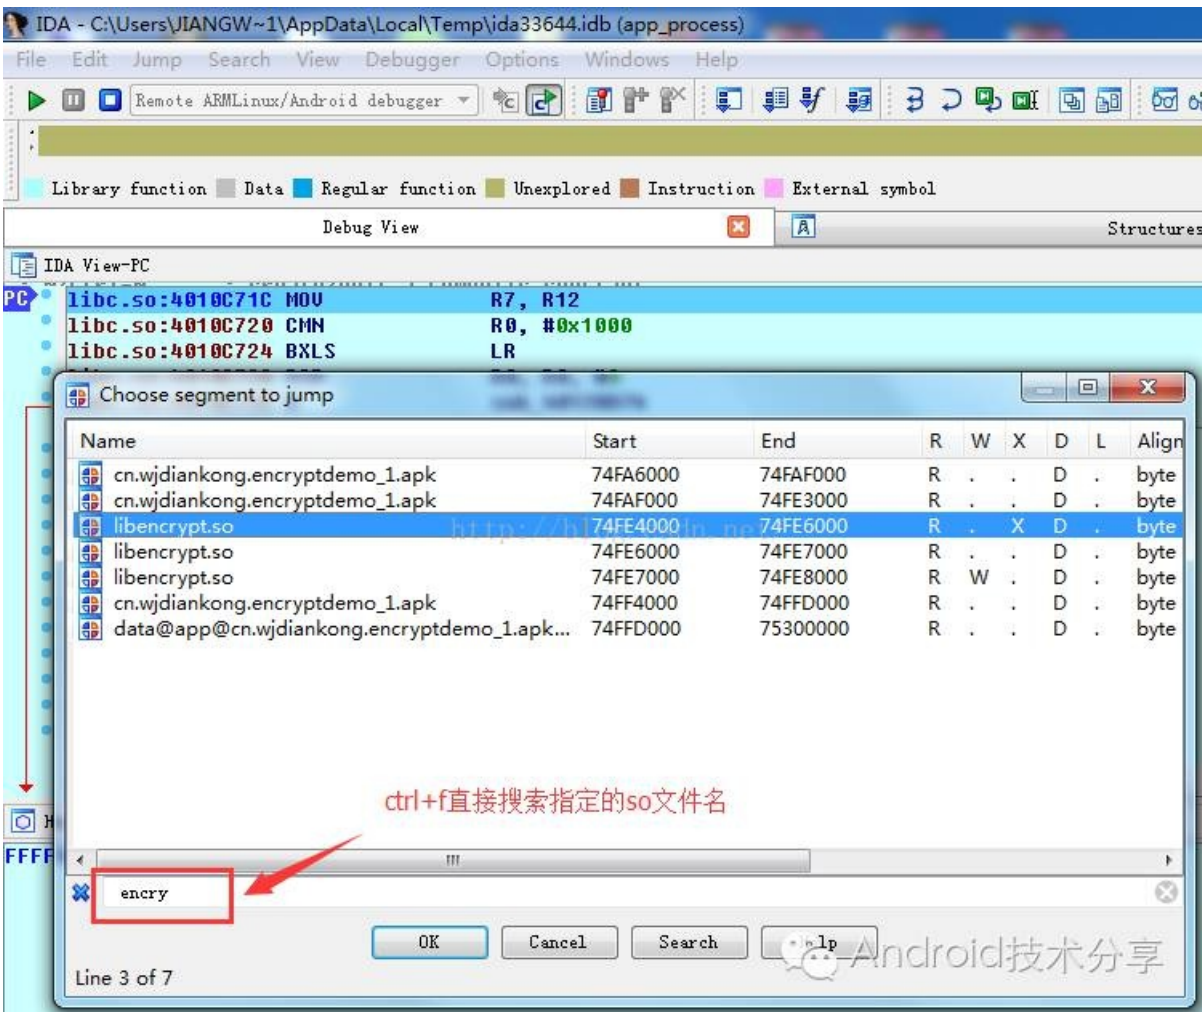 IDA - C:\Users\JIANGW~1\AppData\Local\Temp\ida33644.idb (app_process)
File Edit Jump Search View Debugger Options Windows Help
Remote ARMLinux/Android debugger
Library function Data Regular function Unexplored Instruction External symbol
Debug View Structures
IDA View-PC
PC libc.so:4010C71C MOV R7, R12
libc.so:4010C720 CMN R0, #0x1000
libc.so:4010C724 BXLS LR
Choose segment to jump
Name Start End R W X D L Align
cn.wjdiankong.encryptdemo_1.apk 74FA6000 74FAF000 R . . D . byte
cn.wjdiankong.encryptdemo_1.apk 74FAF000 74FE3000 R . . D . byte
libencrypt.so 74FE4000 74FE6000 R . X D . byte
libencrypt.so 74FE6000 74FE7000 R . . D . byte
libencrypt.so 74FE7000 74FE8000 R W . D . byte
cn.wjdiankong.encryptdemo_1.apk 74FF4000 74FFD000 R . . D . byte
data@app@cn.wjdiankong.encryptdemo_1.apk... 74FFD000 75300000 R . . D . byte
ctrl+f直接搜索指定的so文件名
FFFF
encry
OK Cancel Search Help
Android技术分享
Line 3 of 7